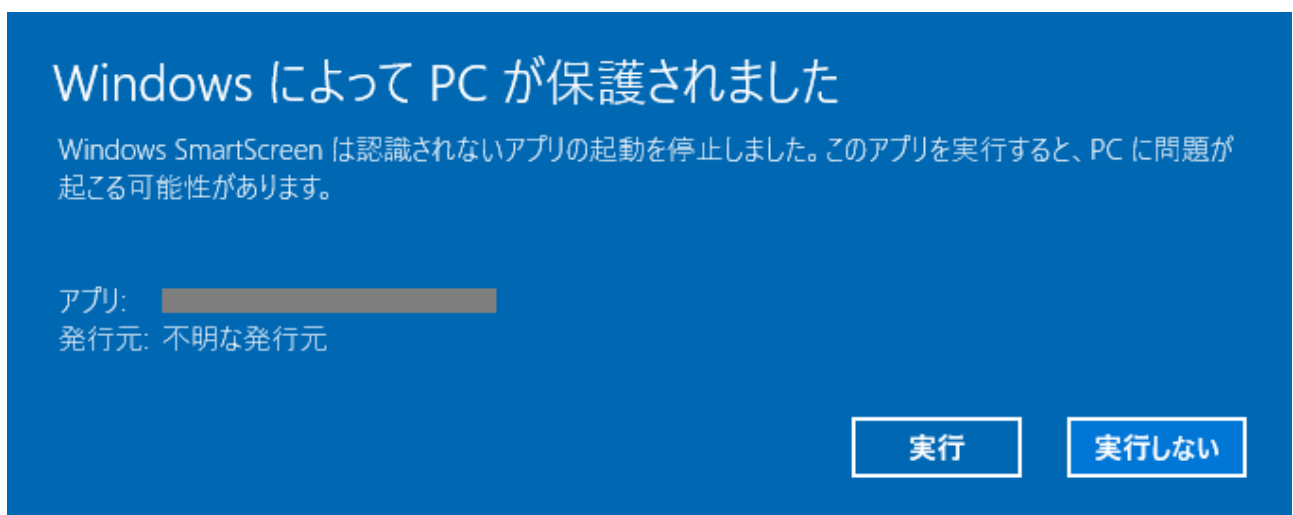 Windows によって PC が保護されました
Windows SmartScreen は認識されないアプリの起動を停止しました。このアプリを実行すると、PC に問題が
起こる可能性があります。
アプリ:
発行元: 不明な発行元
実行
実行しない